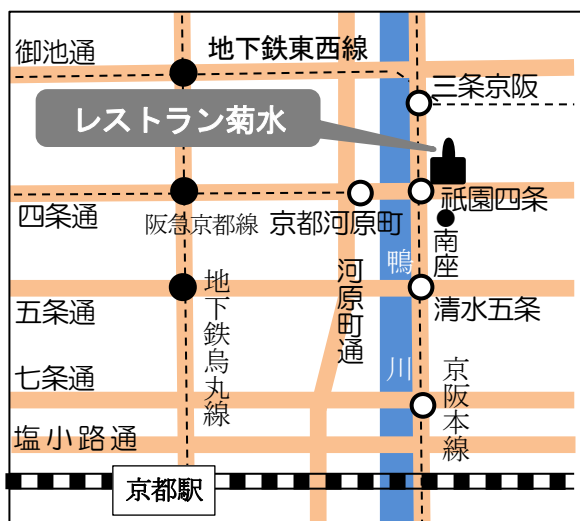 地下鉄東西線
御池通
三条京阪
レストラン菊水
祇園四条
四条通
阪急京都線
京都河原町
南座
鴨川
河原町通
地下鉄烏丸線
五条通
清水五条
七条通
京阪本線
塩小路通
京都駅